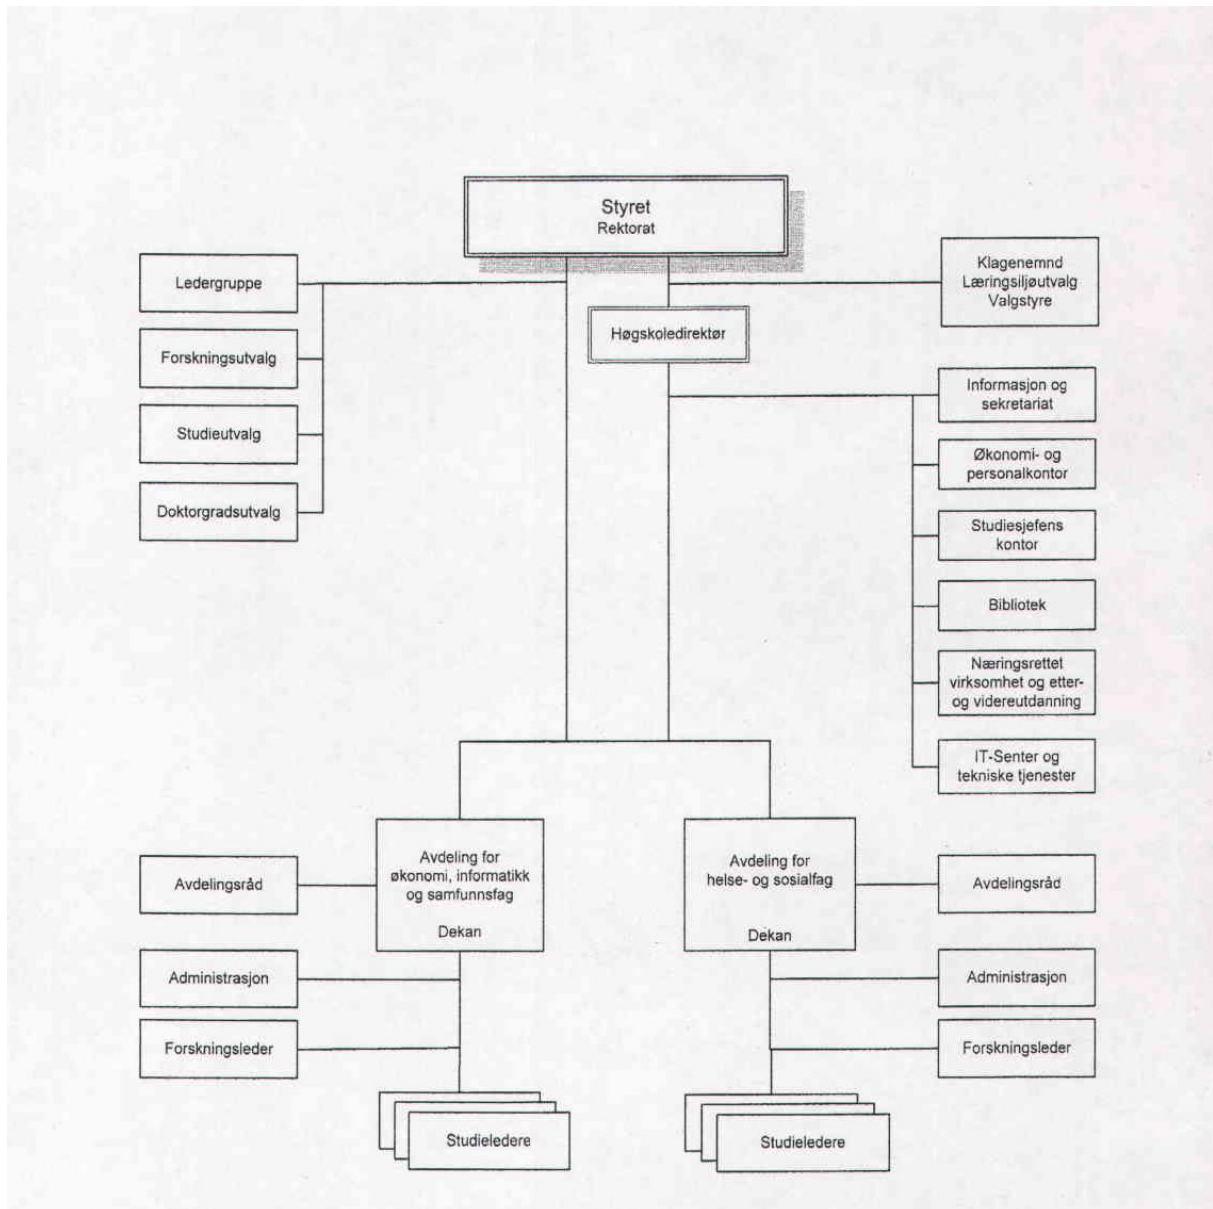 Styret
Rektorat
Ledergruppe
Forskningsutvalg
Studieutvalg
Doktorgradsutvalg
Høgskoledirektør
Klagenemnd
Læringsiljøutvalg
Valgstyre
Informasjon og
sekretariat
Økonomi- og
personalkontor
Studiesjefens
kontor
Bibliotek
Næringsrettet
virksomhet og etter-
og videreutdanning
IT-Senter og
tekniske tjenester
Avdelingsråd
Avdeling for
økonomi, informatikk
og samfunnsfag
Dekan
Administrasjon
Forskningsleder
Studieledere
Avdeling for
helse- og sosialfag
Dekan
Avdelingsråd
Administrasjon
Forskningsleder
Studieledere